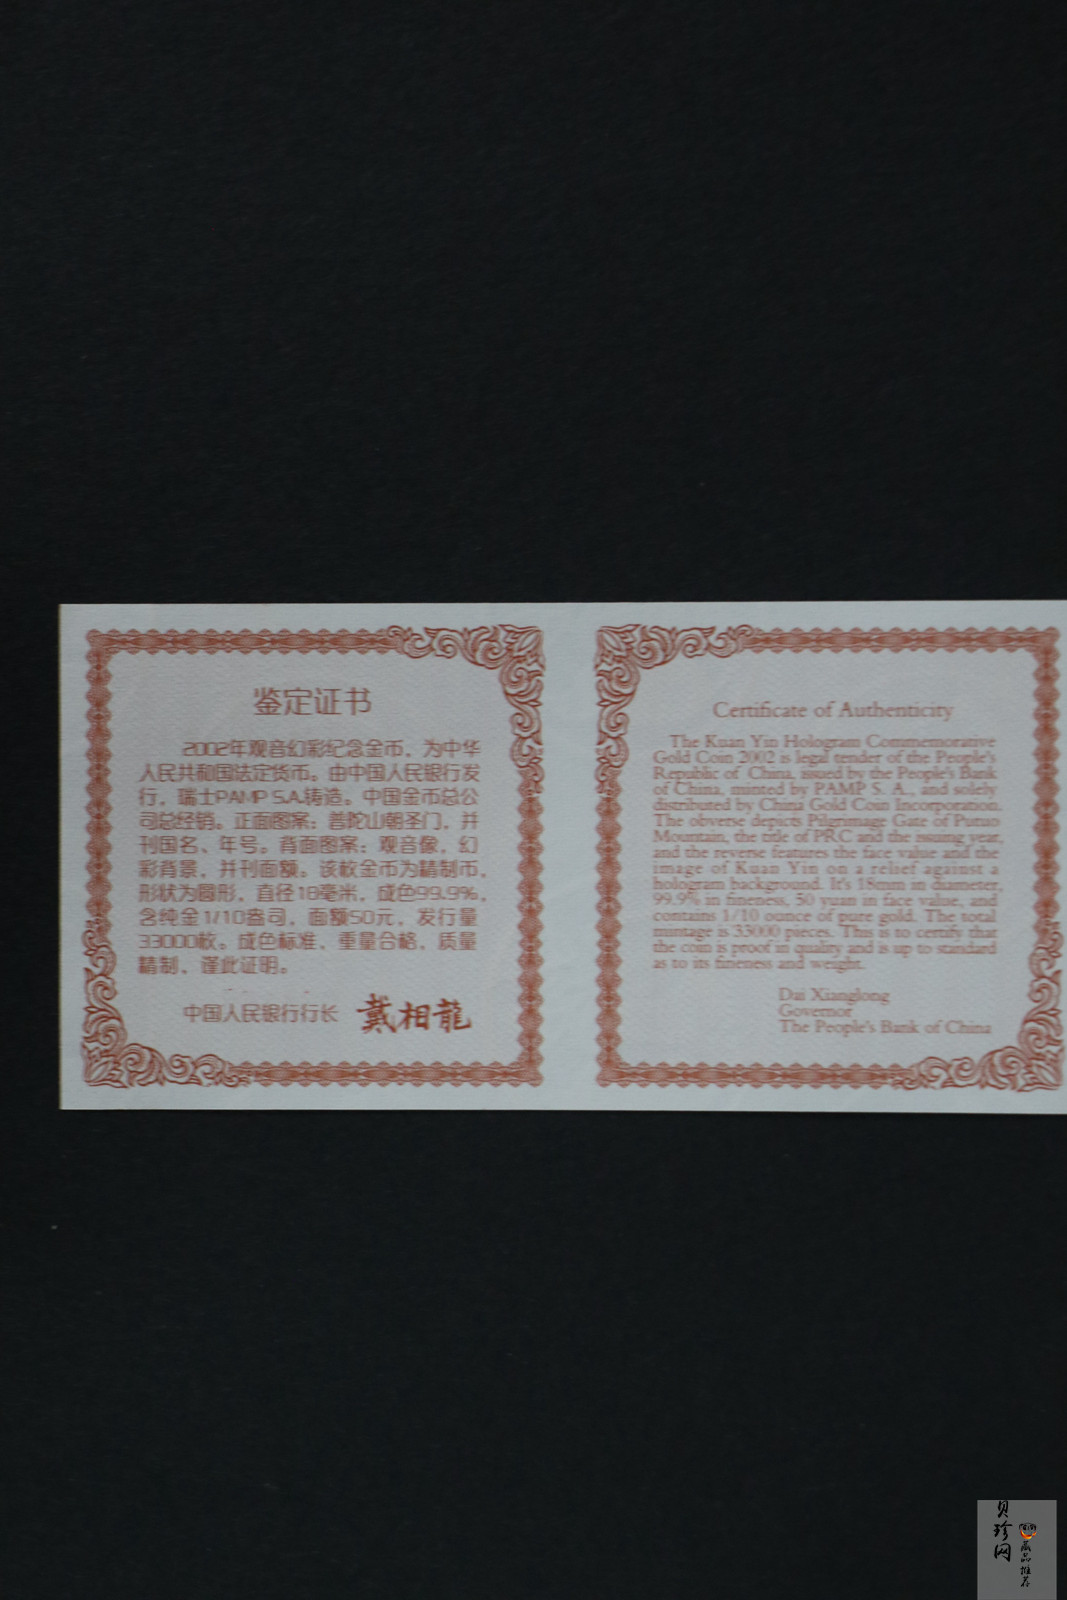 鉴定证书
2002年观音幻彩纪念金币，为中华
人民共和国法定货币。由中国人民银行发
行，瑞士PAMP S.A.铸造。中国金币总公
司总经销。正面图案：普陀山朝圣门，并
刊国名、年号。背面图案：观音像，幻
彩背景，并刊面额。该枚金币为精制币，
形状为圆形，直径18毫米，成色99.9%，
含纯金1/10盎司，面额50元，发行量
33000枚。成色标准，重量合格，质量
精制，谨此证明。
中国人民银行行长 戴相龍
Certificate of Authenticity
The Kuan Yin Hologram Commemorative
Gold Coin 2002 is legal tender of the People's
Republic of China, issued by the People's Bank
of China, minted by PAMP S. A., and solely
distributed by China Gold Coin Incorporation.
The obverse depicts Pilgrimage Gate of Putuo
Mountain, the title of PRC and the issuing year,
and the reverse features the face value and the
image of Kuan Yin on a relief against a
hologram background. It's 18mm in diameter,
99.9% in fineness, 50 yuan in face value, and
contains 1/10 ounce of pure gold. The total
mintage is 33000 pieces. This is to certify that
the coin is proof in quality and is up to standard
as to its fineness and weight.
Dai Xianglong
Governor
The People's Bank of China
贝珍网
藏品推荐